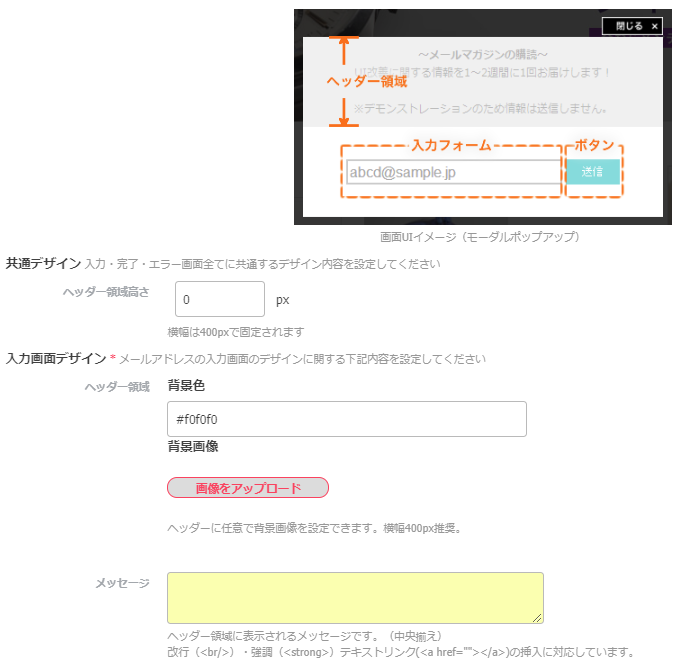 閉じる ×
～メールマガジンの購読～
UI改善に関する情報を1～2週間に1回お届けします！
ヘッダー領域
※デモンストレーションのため情報は送信しません。
入力フォーム
ボタン
abcd@sample.jp
送信
画面UIイメージ（モーダルポップアップ）
共通デザイン 入力・完了・エラー画面全てに共通するデザイン内容を設定してください
ヘッダー領域高さ 0 px
横幅は400pxで固定されます
入力画面デザイン * メールアドレスの入力画面のデザインに関する下記内容を設定してください
ヘッダー領域 背景色
#f0f0f0
背景画像
画像をアップロード
ヘッダーに任意で背景画像を設定できます。横幅400px推奨。
メッセージ
ヘッダー領域に表示されるメッセージです。（中央揃え）
改行（<br/>）・強調（<strong>）テキストリンク(<a href=""></a>)の挿入に対応しています。